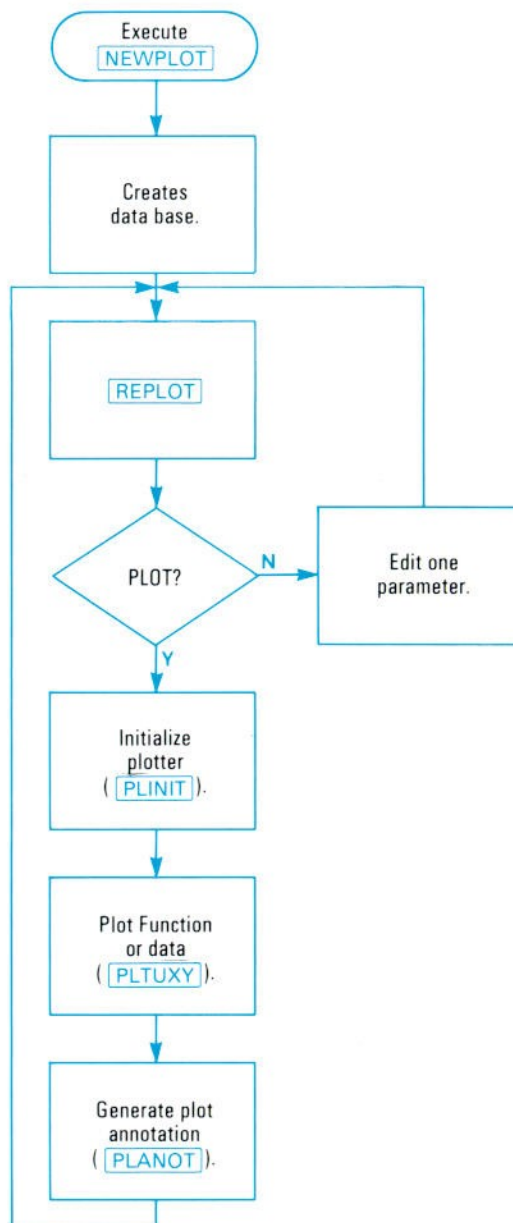 Execute
NEWPLOT
Creates
data base.
REPLOT
PLOT?
N
Edit one
parameter.
Y
Initialize
plotter
( PLINIT ).
Plot Function
or data
( PLTUXY ).
Generate plot
annotation
( PLANOT ).